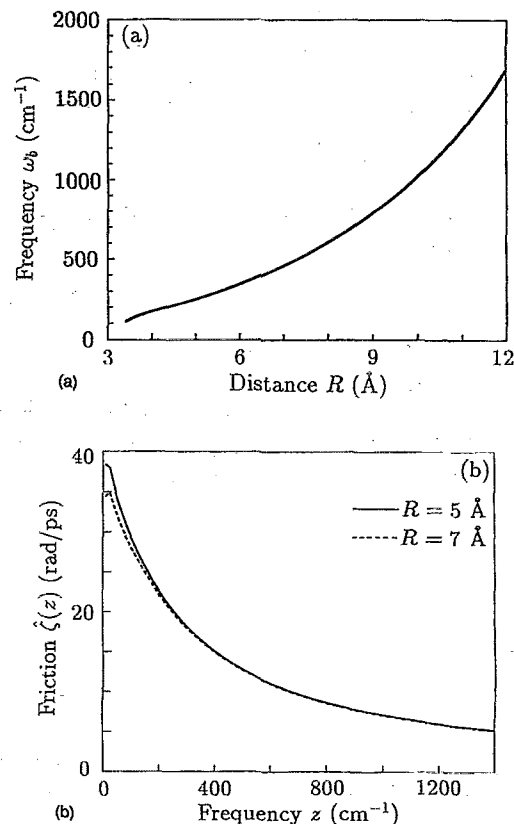 2000
(a)
1500
1000
500
0
Frequency ω_b (cm⁻¹)
3
6
9
12
(a)
Distance R (Å)
40
(b)
R = 5 Å
R = 7 Å
20
0
Friction ζ̂(z) (rad/ps)
0
400
800
1200
(b)
Frequency z (cm⁻¹)